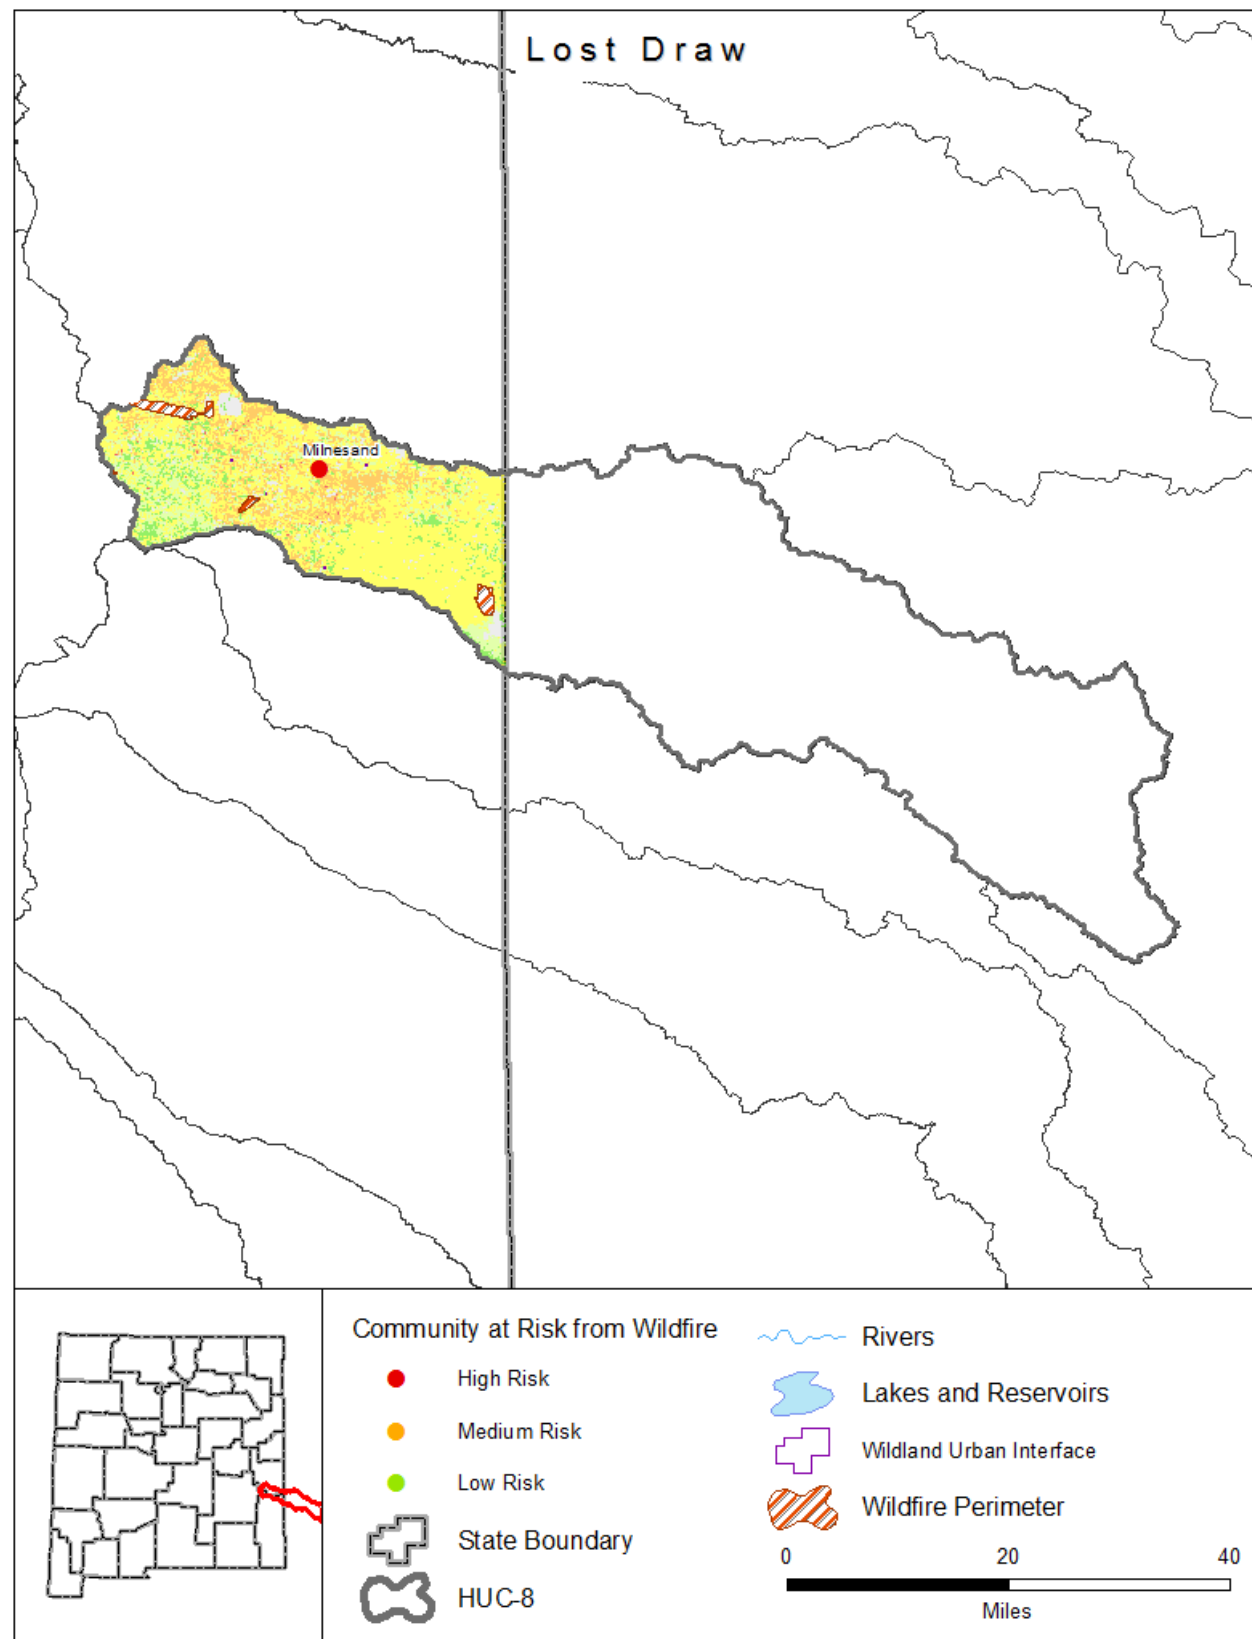 Lost Draw
Milnesand
Community at Risk from Wildfire
High Risk
Medium Risk
Low Risk
State Boundary
HUC-8
Rivers
Lakes and Reservoirs
Wildland Urban Interface
Wildfire Perimeter
0 20 40
Miles